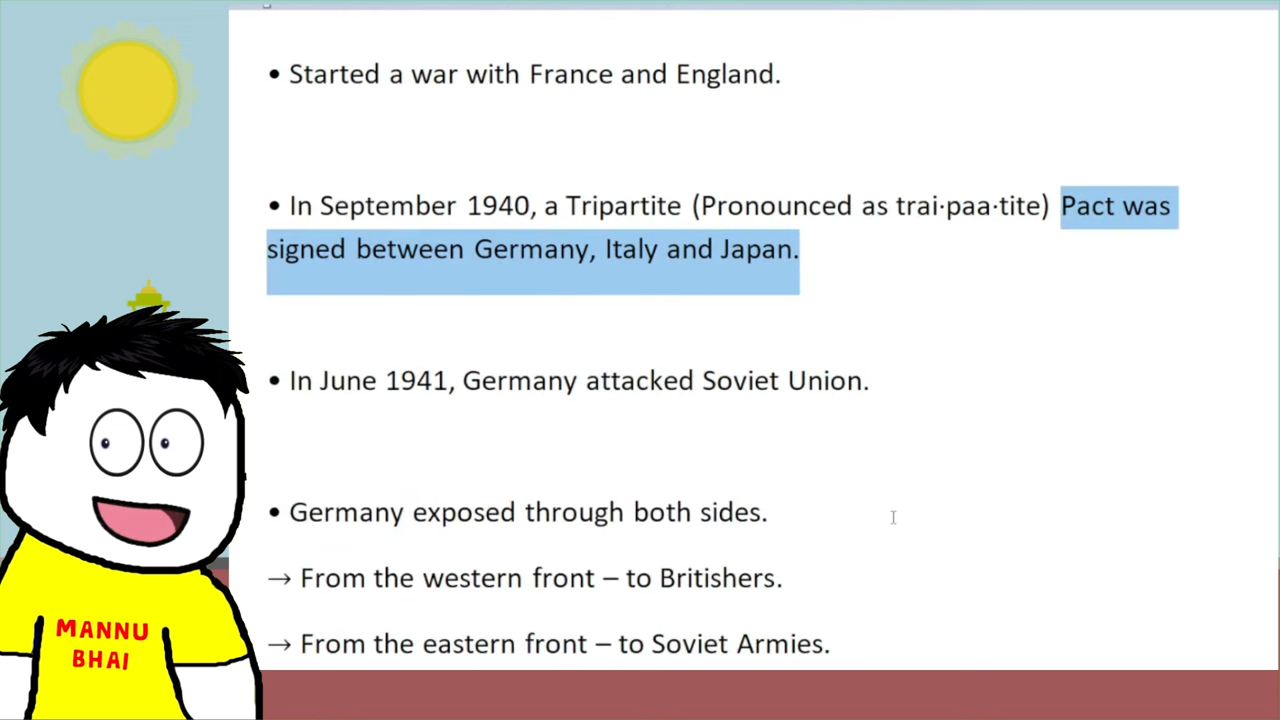 • Started a war with France and England.
• In September 1940, a Tripartite (Pronounced as trai·paa·tite) Pact was
signed between Germany, Italy and Japan.
• In June 1941, Germany attacked Soviet Union.
• Germany exposed through both sides.
→ From the western front – to Britishers.
→ From the eastern front – to Soviet Armies.
MANNU
BHAI